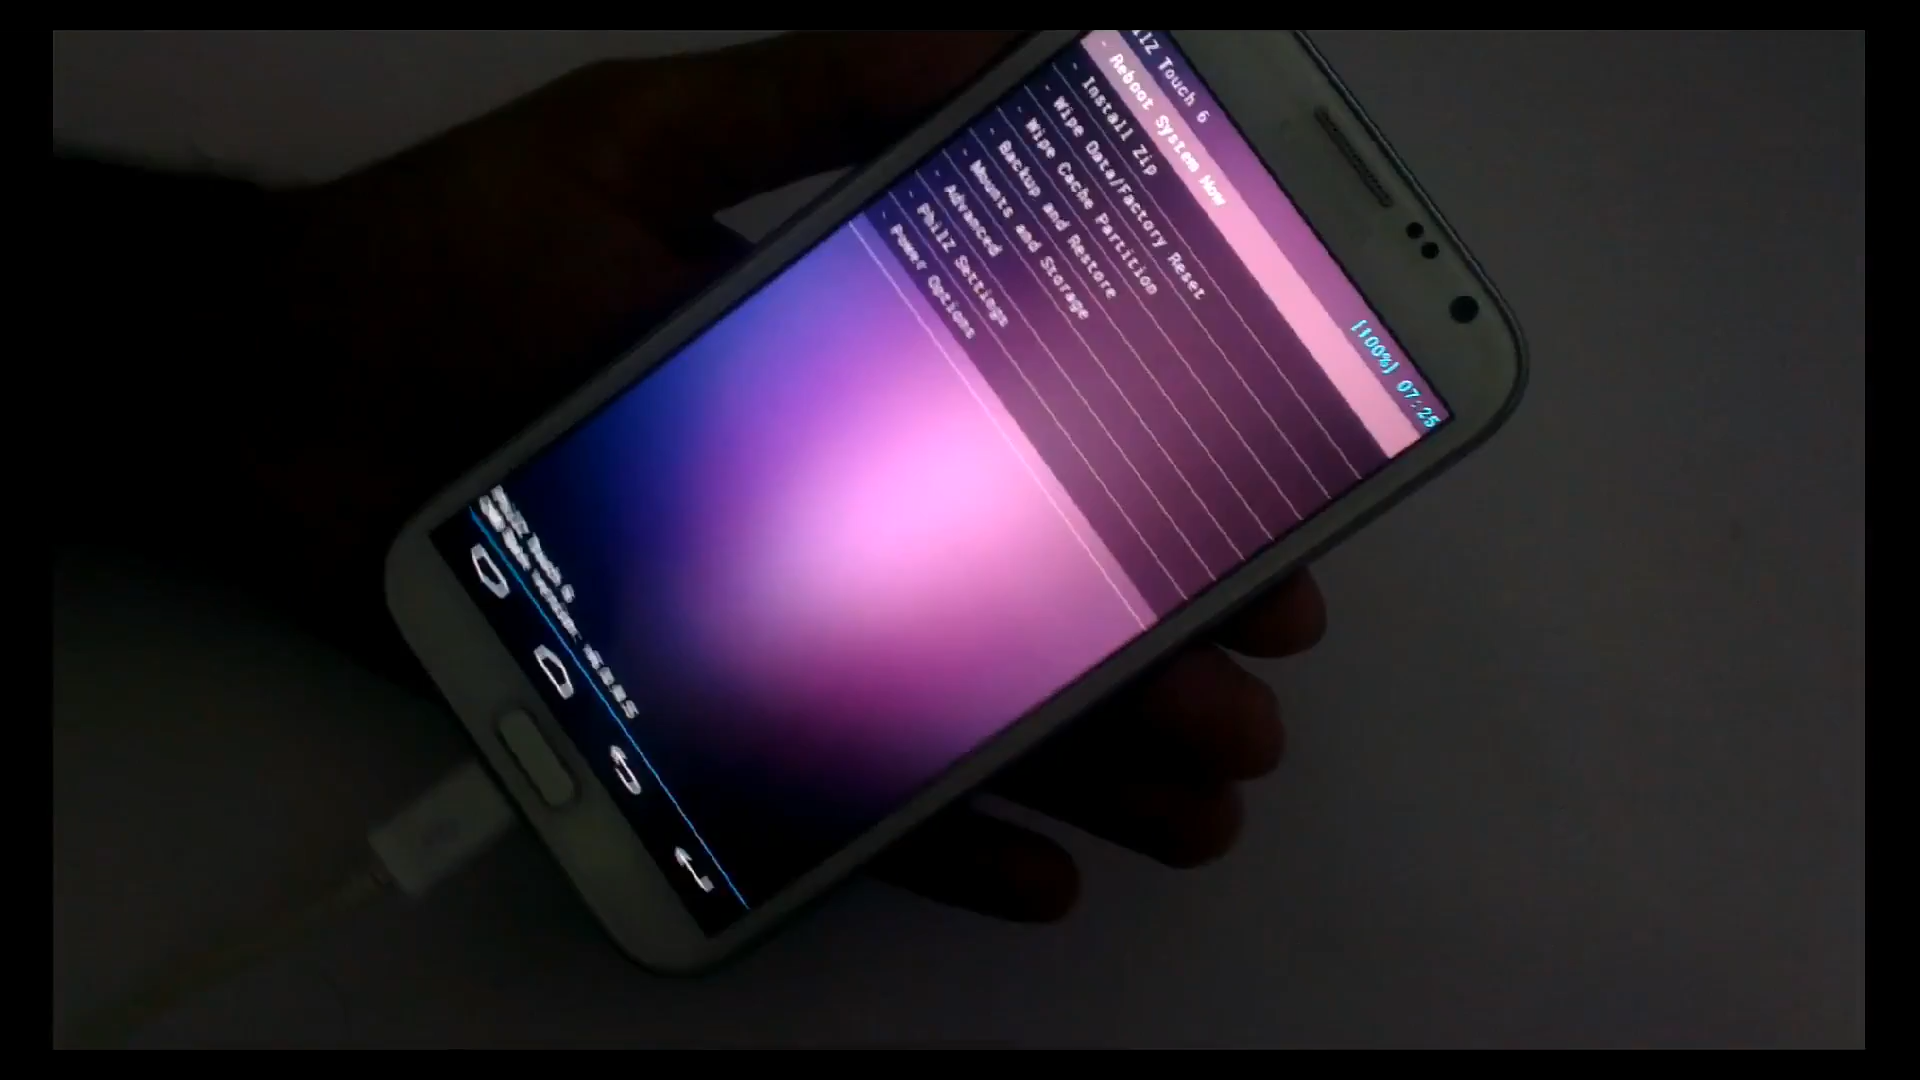 Touch 6
[100%] 07:25
- Reboot System Now
- Install Zip
- Wipe Data/Factory Reset
- Wipe Cache Partition
- Backup and Restore
- Mounts and Storage
- Advanced
- PhilZ Settings
- Power Options